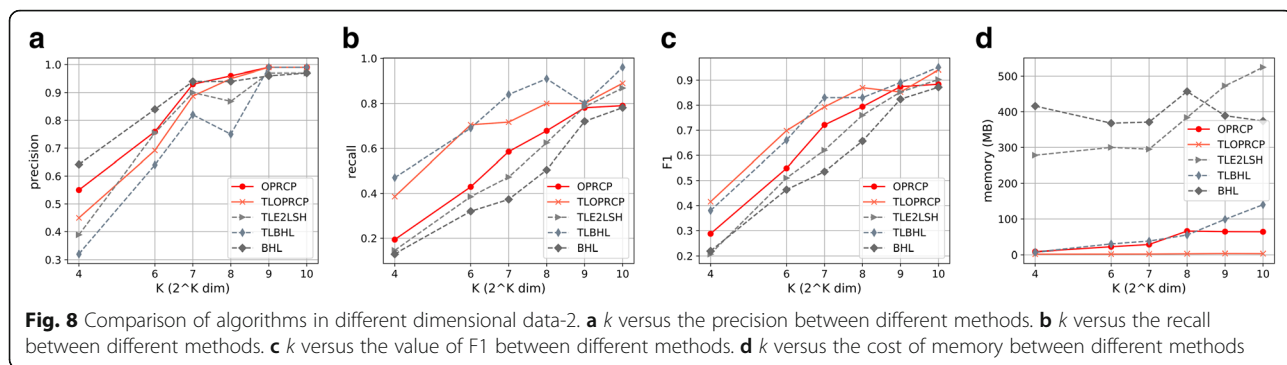 a
1.0
0.9
0.8
0.7
0.6
0.5
0.4
0.3
precision
4 6 7 8 9 10
K (2^K dim)
OPRCP
TLOPRCP
TLE2LSH
TLBHL
BHL
b
1.0
0.8
0.6
0.4
0.2
recall
4 6 7 8 9 10
K (2^K dim)
OPRCP
TLOPRCP
TLE2LSH
TLBHL
BHL
c
0.9
0.8
0.7
0.6
0.5
0.4
0.3
0.2
F1
4 6 7 8 9 10
K (2^K dim)
OPRCP
TLOPRCP
TLE2LSH
TLBHL
BHL
d
500
400
300
200
100
0
memory (MB)
4 6 7 8 9 10
K (2^K dim)
OPRCP
TLOPRCP
TLE2LSH
TLBHL
BHL
Fig. 8 Comparison of algorithms in different dimensional data-2. a k versus the precision between different methods. b k versus the recall
between different methods. c k versus the value of F1 between different methods. d k versus the cost of memory between different methods